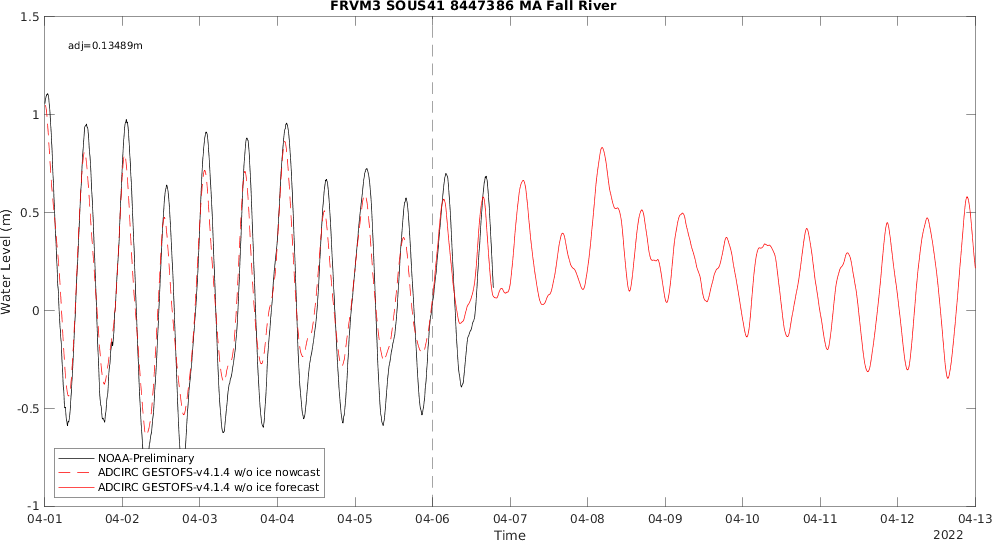 FRVM3 SOUS41 8447386 MA Fall River
adj=0.13489m
1.5
1
0.5
0
-0.5
-1
Water Level (m)
NOAA-Preliminary
ADCIRC GESTOFS-v4.1.4 w/o ice nowcast
ADCIRC GESTOFS-v4.1.4 w/o ice forecast
04-01 04-02 04-03 04-04 04-05 04-06 04-07 04-08 04-09 04-10 04-11 04-12 04-13
Time
2022